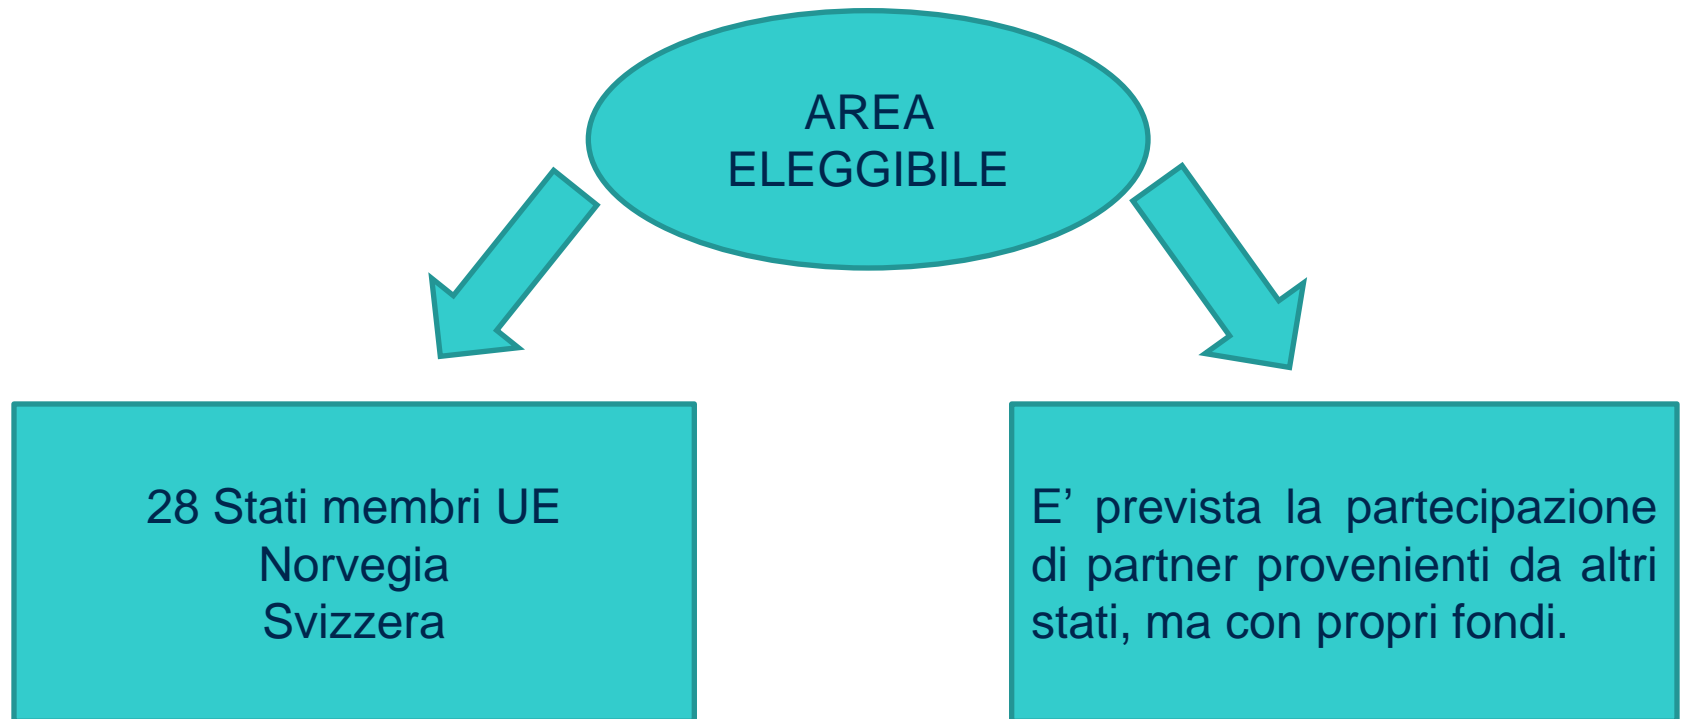 AREA
ELEGGIBILE
28 Stati membri UE
Norvegia
Svizzera
E’ prevista la partecipazione
di partner provenienti da altri
stati, ma con propri fondi.